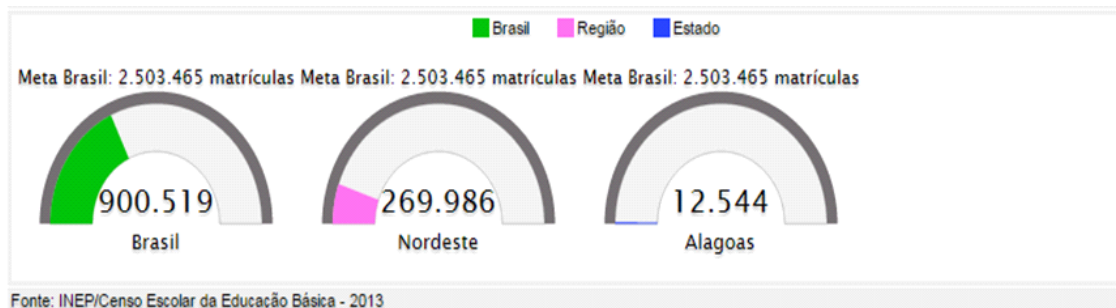 Brasil Região Estado
Meta Brasil: 2.503.465 matrículas Meta Brasil: 2.503.465 matrículas Meta Brasil: 2.503.465 matrículas
900.519 269.986 12.544
Brasil Nordeste Alagoas
Fonte: INEP/Censo Escolar da Educação Básica - 2013